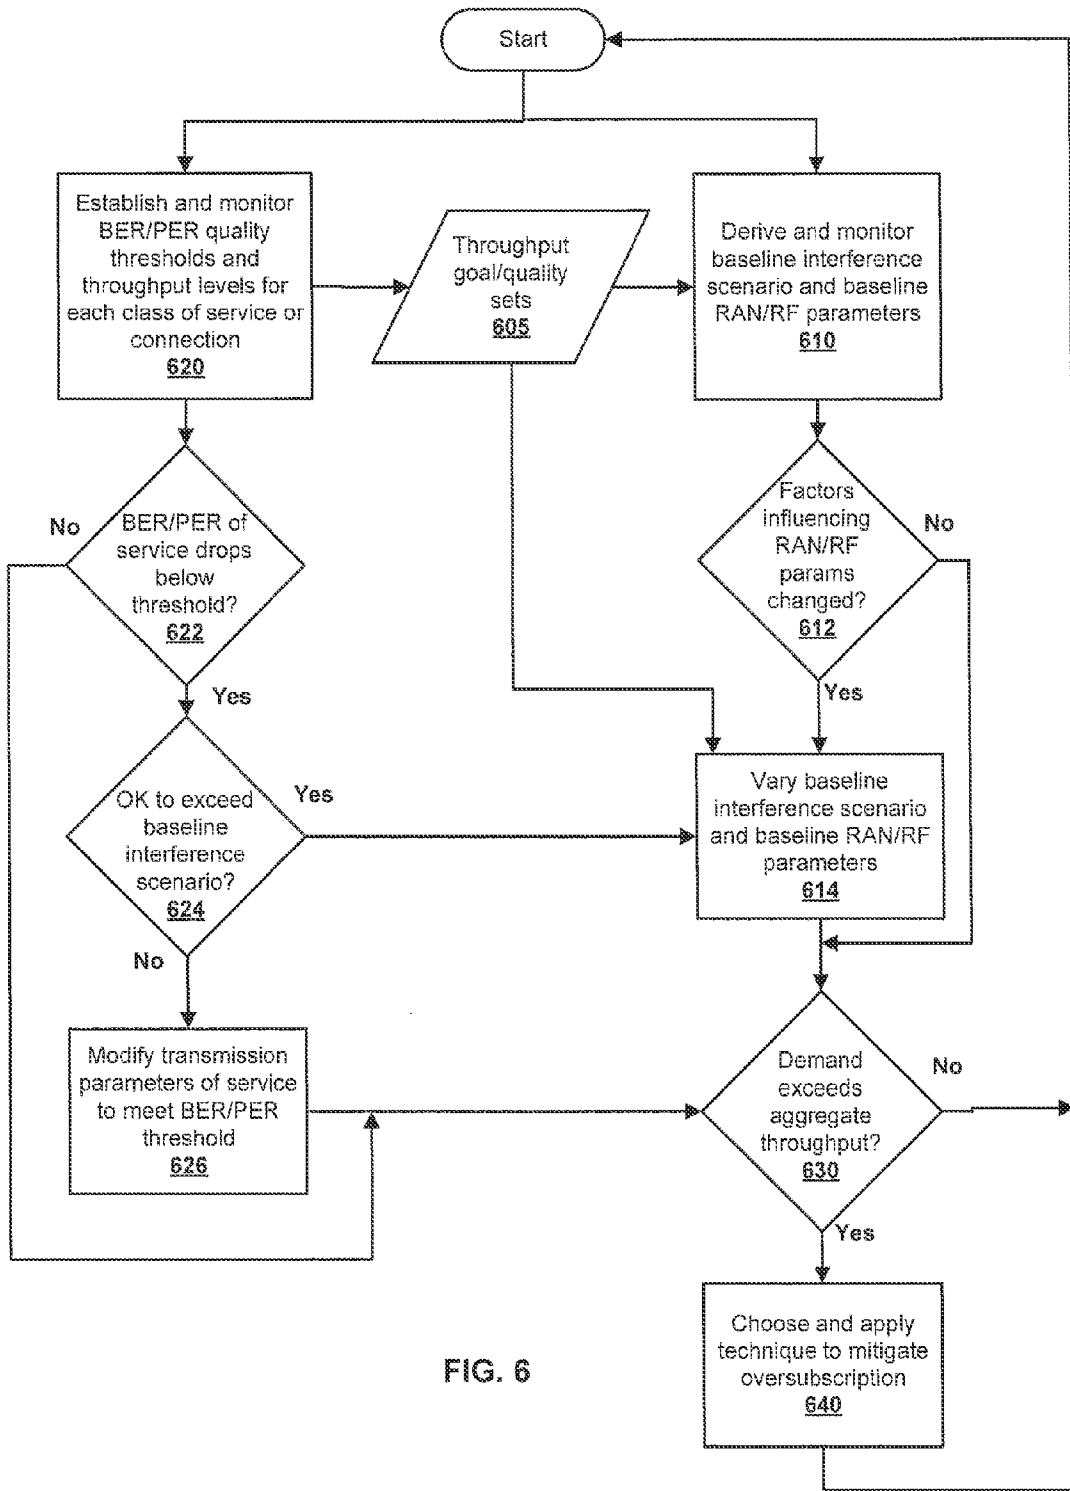 Start
Establish and monitor
BER/PER quality
thresholds and
throughput levels for
each class of service or
connection
620
Throughput
goal/quality
sets
605
Derive and monitor
baseline interference
scenario and baseline
RAN/RF parameters
610
No
BER/PER of
service drops
below
threshold?
622
Yes
Factors
influencing
RAN/RF
params
changed?
612
No
Yes
OK to exceed
baseline
interference
scenario?
624
Yes
No
Vary baseline
interference scenario
and baseline RAN/RF
parameters
614
Modify transmission
parameters of service
to meet BER/PER
threshold
626
Demand
exceeds
aggregate
throughput?
630
No
Yes
Choose and apply
technique to mitigate
oversubscription
640
FIG. 6